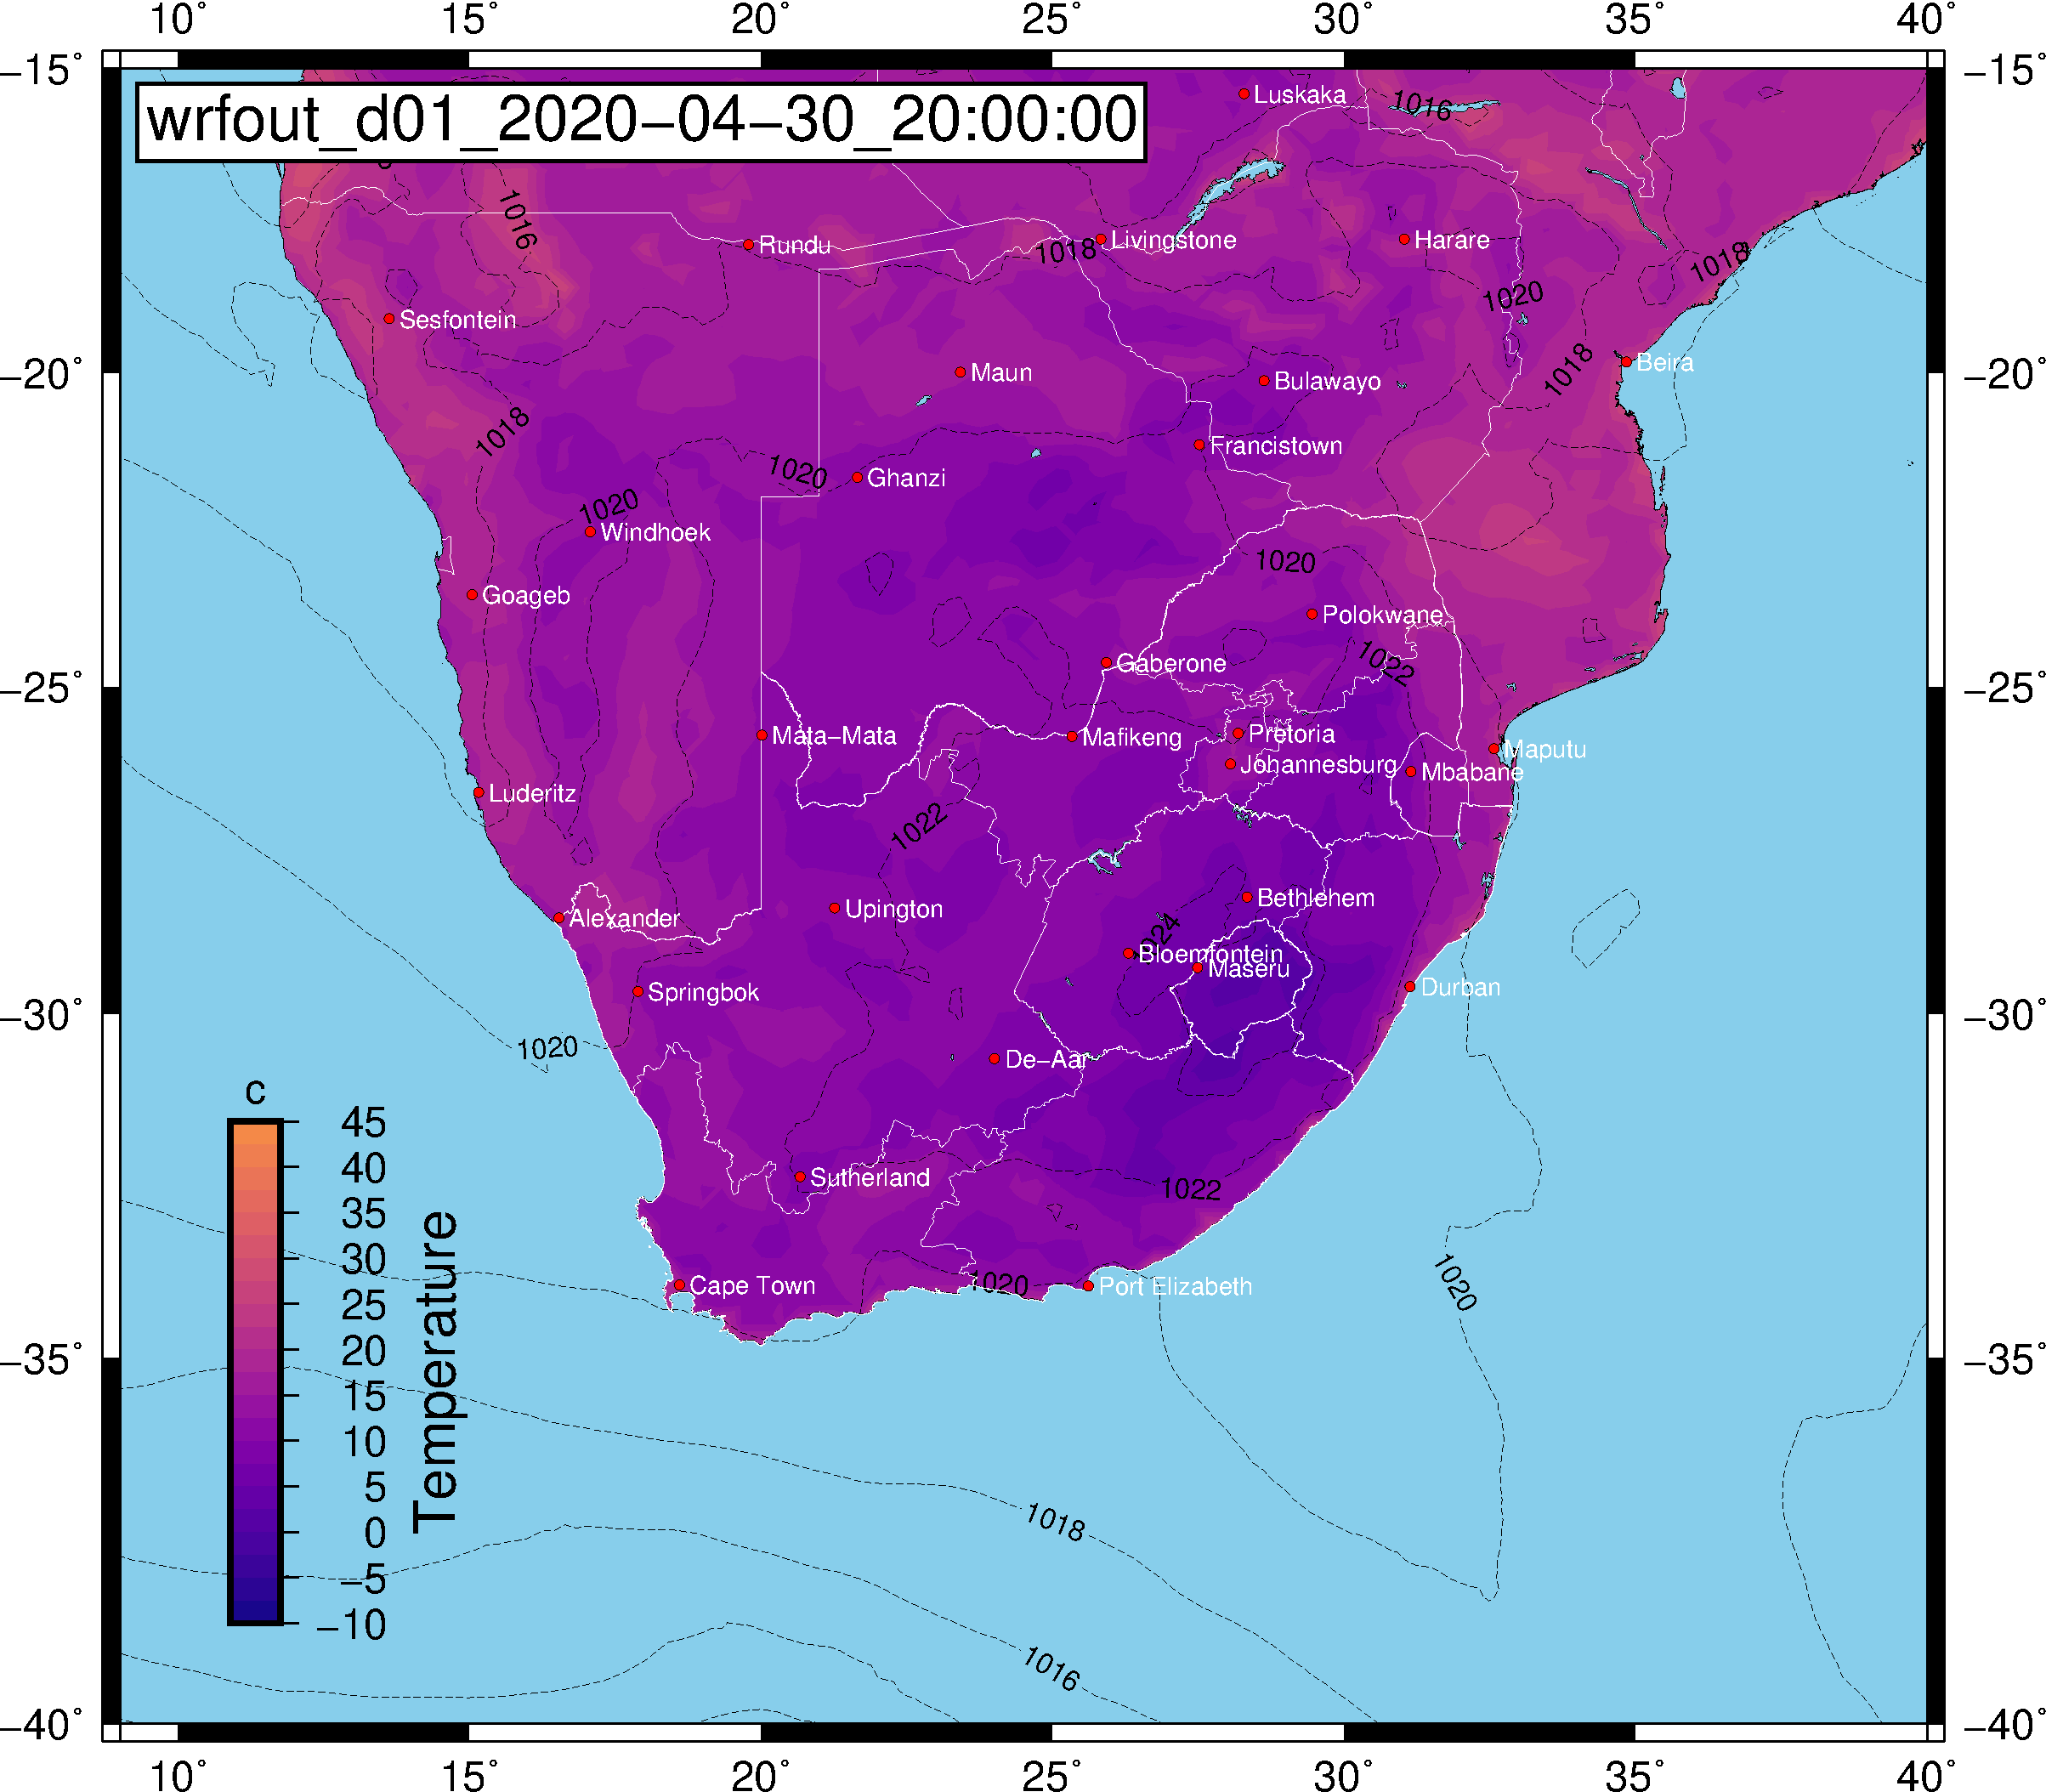 10° 15° 20° 25° 30° 35° 40°
−15° −15°
wrfout_d01_2020−04−30_20:00:00
Luskaka
1016
1016
Rundu
Livingstone
Harare
1018
1018
1020
Sesfontein
Beira
−20° −20°
Maun
Bulawayo
1018
1018
Francistown
1020
Ghanzi
1020
Windhoek
1020
Goageb
Polokwane
Gaberone
1022
−25° −25°
Mata−Mata
Mafikeng
Pretoria
Maputu
Johannesburg
Mbabane
Luderitz
1022
Bethlehem
Upington
Alexander
1024
Bloemfontein
Maseru
Durban
Springbok
−30° −30°
1020
De−Aar
Sutherland
1022
Cape Town
1020
Port Elizabeth
1020
−35° −35°
1018
1016
c
45
40
35
30
25
20
15
10
5
0
−5
−10
Temperature
−40° −40°
10° 15° 20° 25° 30° 35° 40°